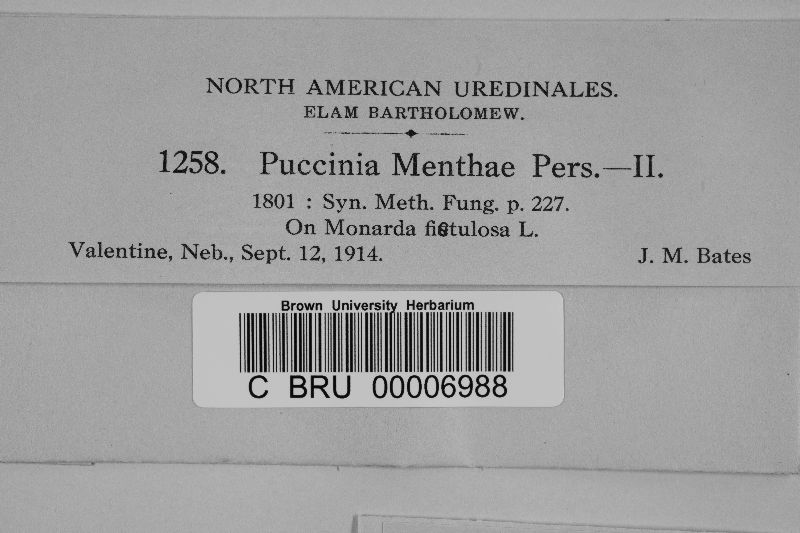 NORTH AMERICAN UREDINALES.
ELAM BARTHOLOMEW.
1258. Puccinia Menthae Pers.—II.
1801 : Syn. Meth. Fung. p. 227.
On Monarda fistulosa L.
Valentine, Neb., Sept. 12, 1914. J. M. Bates
Brown University Herbarium
C BRU 00006988